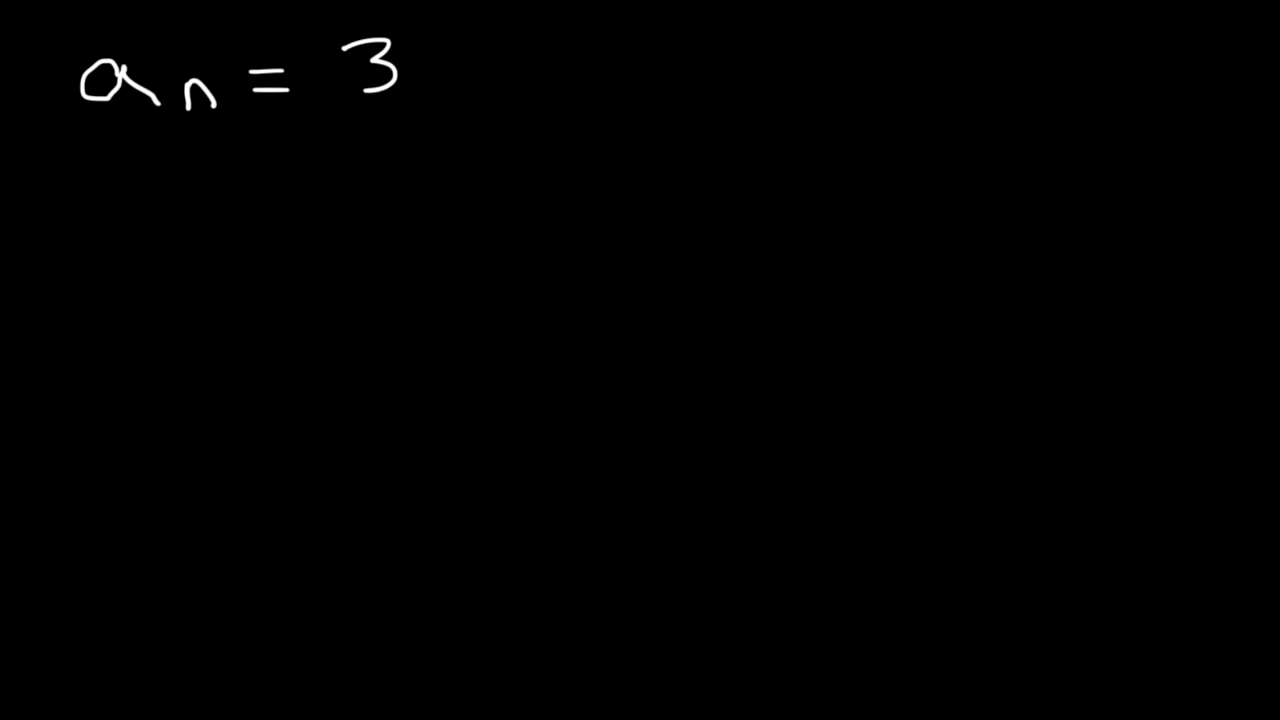 aₙ = 3